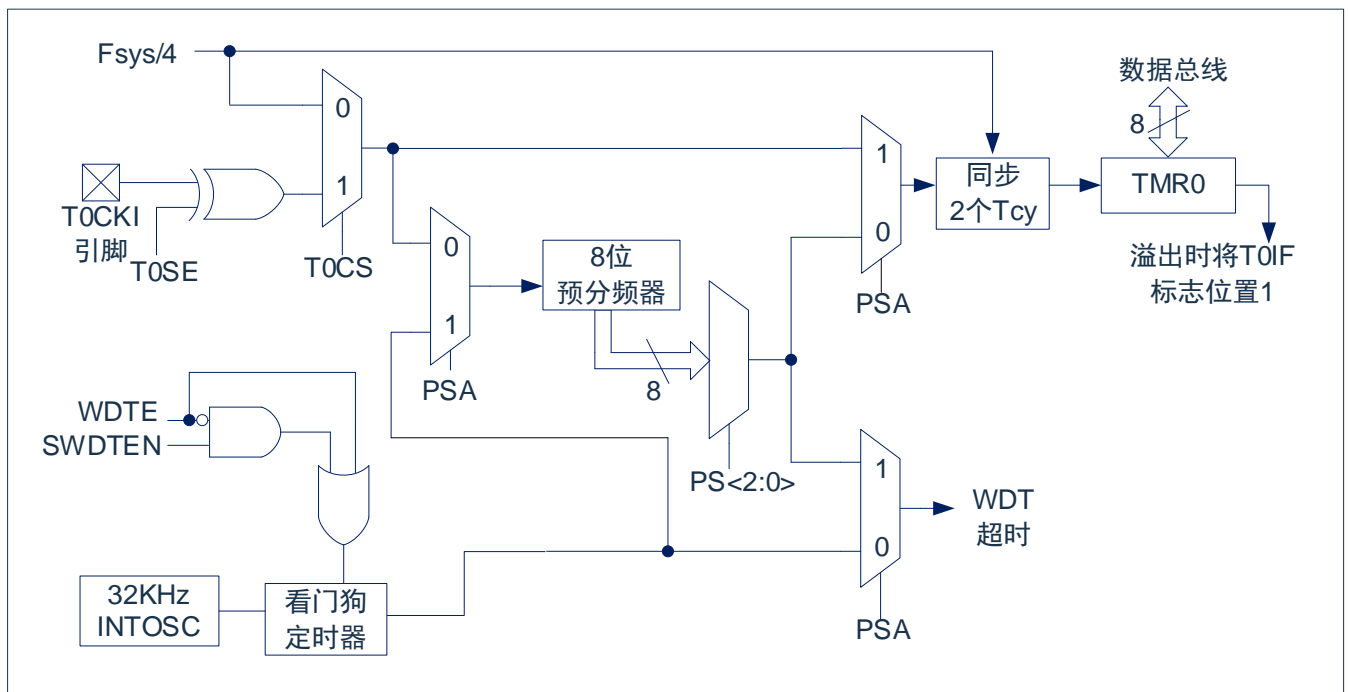 Fsys/4
数据总线
8
0
1
T0CKI
引脚
T0SE
T0CS
0
1
PSA
8位
预分频器
8
1
0
PSA
同步
2个Tcy
TMR0
溢出时将T0IF
标志位置1
WDTE
SWDTEN
PS<2:0>
1
0
PSA
WDT
超时
32KHz
INTOSC
看门狗
定时器